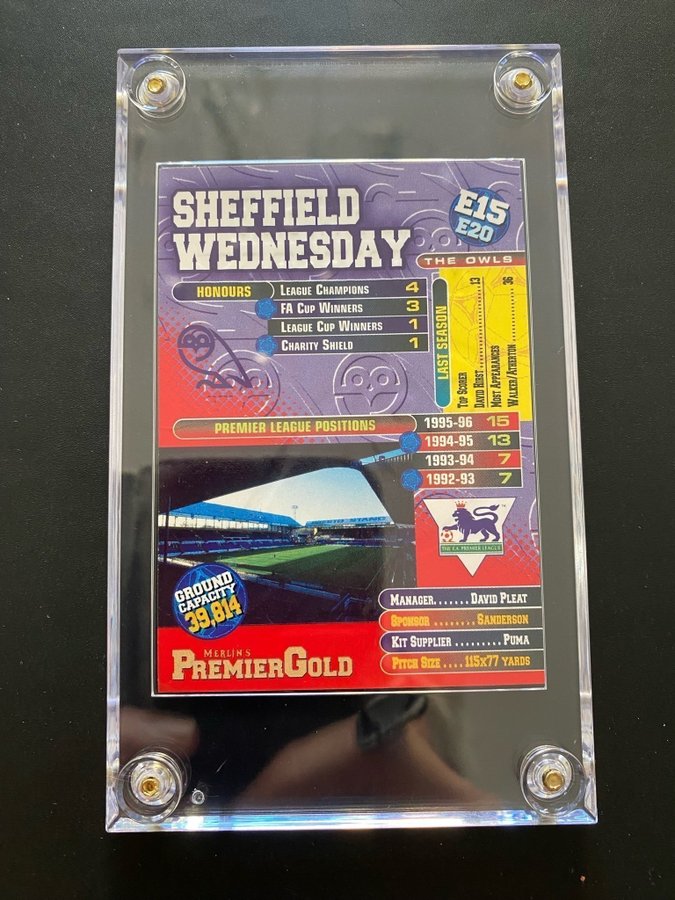 SHEFFIELD
WEDNESDAY
E15
E20
THE OWLS
HONOURS
LEAGUE CHAMPIONS 4
FA CUP WINNERS 3
LEAGUE CUP WINNERS 1
CHARITY SHIELD 1
LAST SEASON
TOP SCORER
DAVID HIRST 13
MOST APPEARANCES
WALKER/ATHERTON 36
PREMIER LEAGUE POSITIONS
1995-96 15
1994-95 13
1993-94 7
1992-93 7
THE F.A. PREMIER LEAGUE
GROUND
CAPACITY
39,814
MANAGER.......DAVID PLEAT
SPONSOR ........ SANDERSON
KIT SUPPLIER .........PUMA
PITCH SIZE ....115X77 YARDS
MERLIN'S
PREMIERGOLD